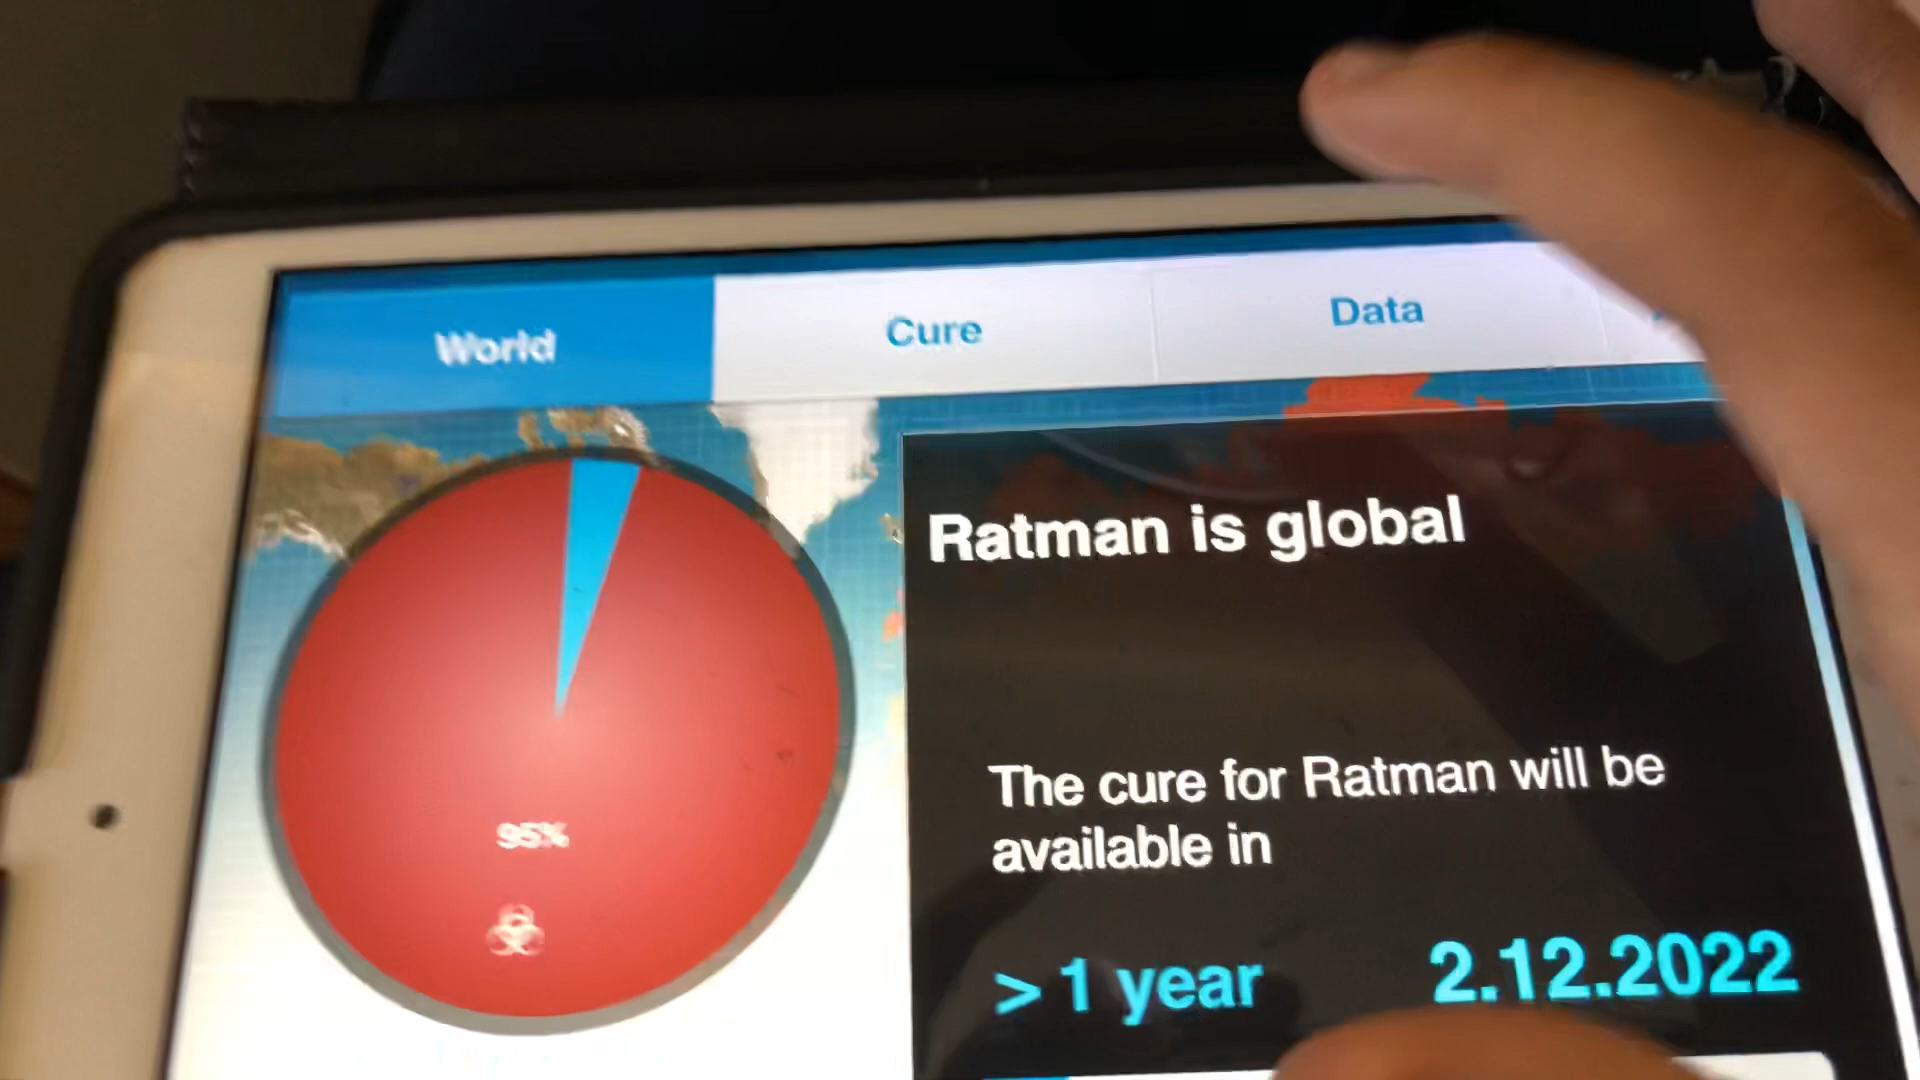 World
Cure
Data
Ratman is global
95%
The cure for Ratman will be
available in
> 1 year
2.12.2022